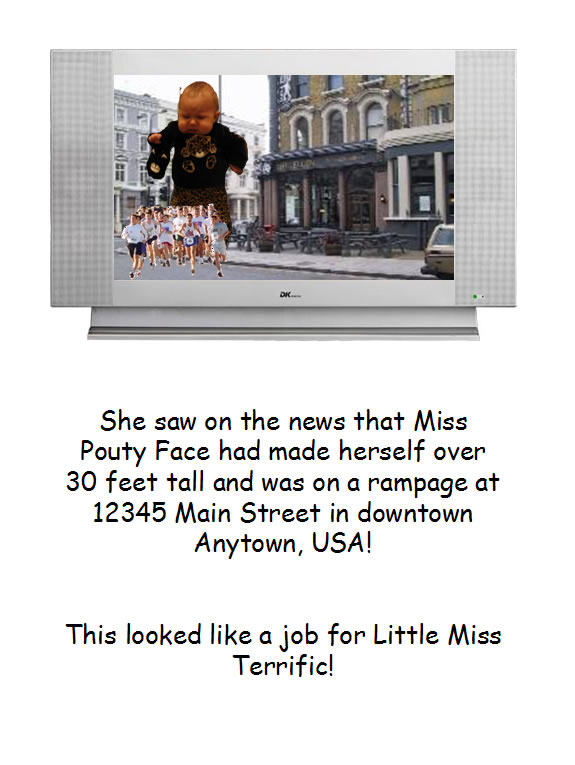 DK
She saw on the news that Miss
Pouty Face had made herself over
30 feet tall and was on a rampage at
12345 Main Street in downtown
Anytown, USA!
This looked like a job for Little Miss
Terrific!